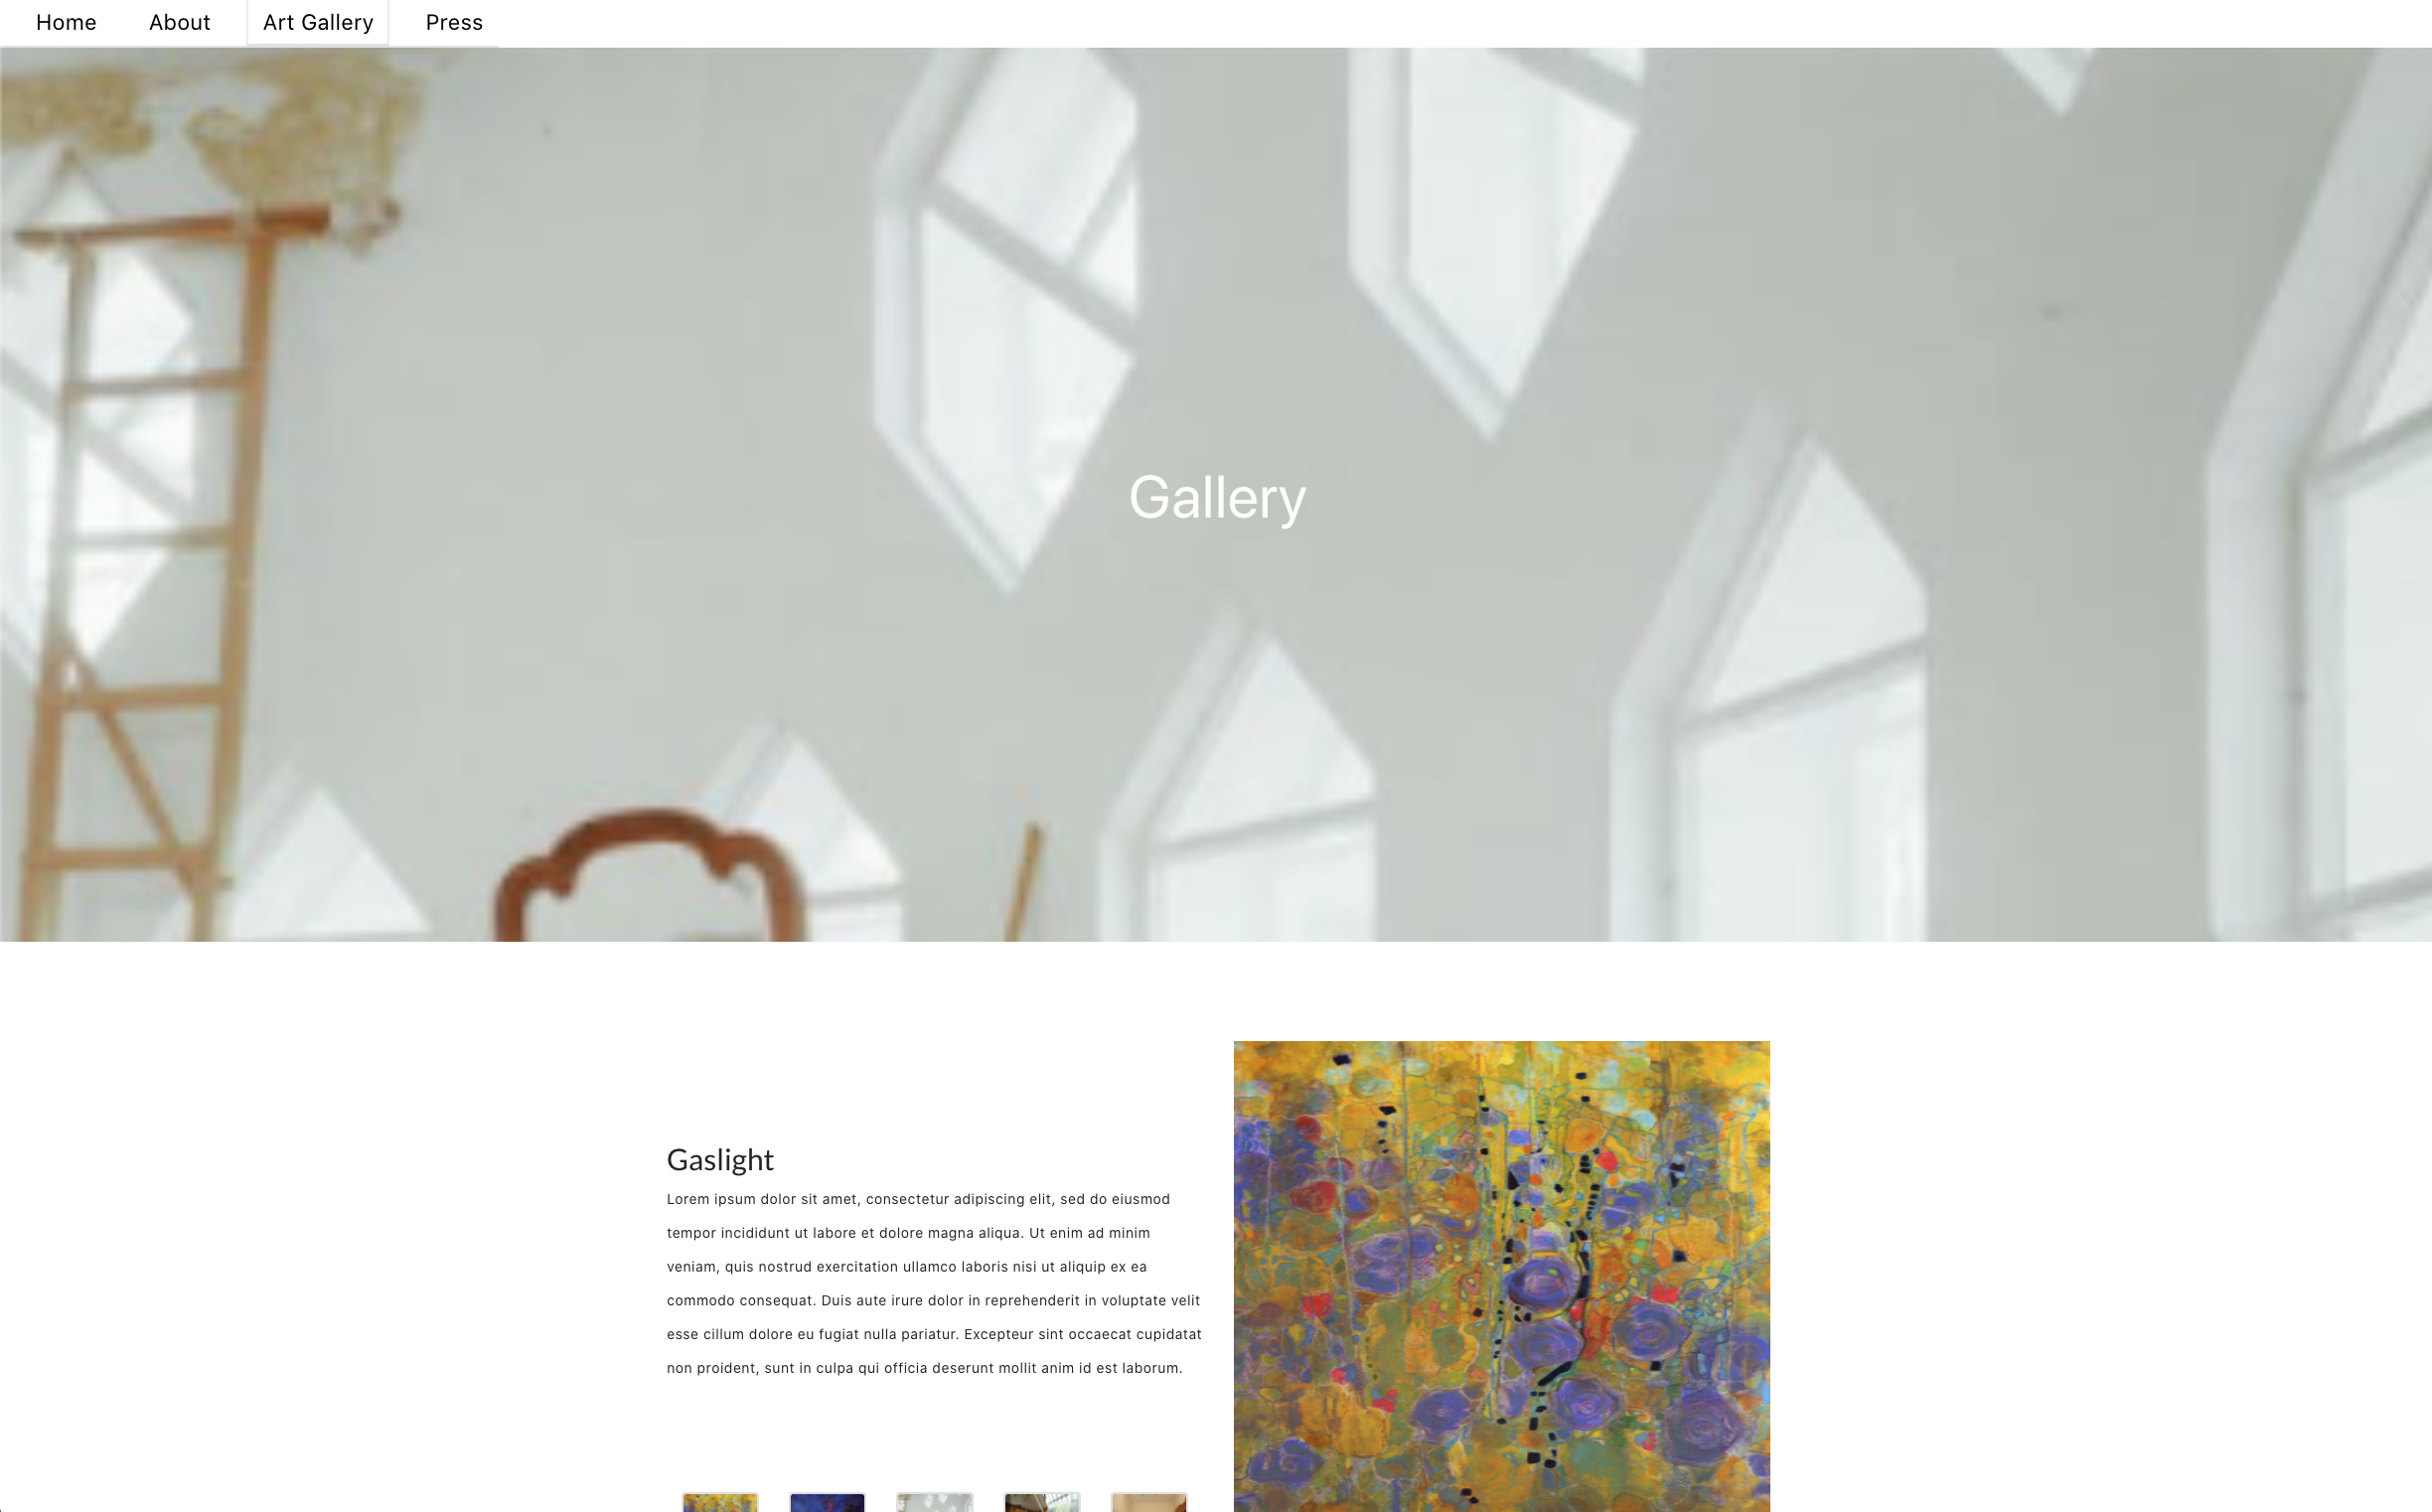 Home About Art Gallery Press
Gallery
Gaslight
Lorem ipsum dolor sit amet, consectetur adipiscing elit, sed do eiusmod
tempor incididunt ut labore et dolore magna aliqua. Ut enim ad minim
veniam, quis nostrud exercitation ullamco laboris nisi ut aliquip ex ea
commodo consequat. Duis aute irure dolor in reprehenderit in voluptate velit
esse cillum dolore eu fugiat nulla pariatur. Excepteur sint occaecat cupidatat
non proident, sunt in culpa qui officia deserunt mollit anim id est laborum.